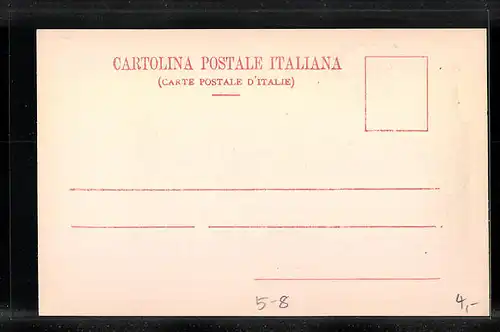 CARTOLINA POSTALE ITALIANA
(CARTE POSTALE D'ITALIE)
5-8 4,-